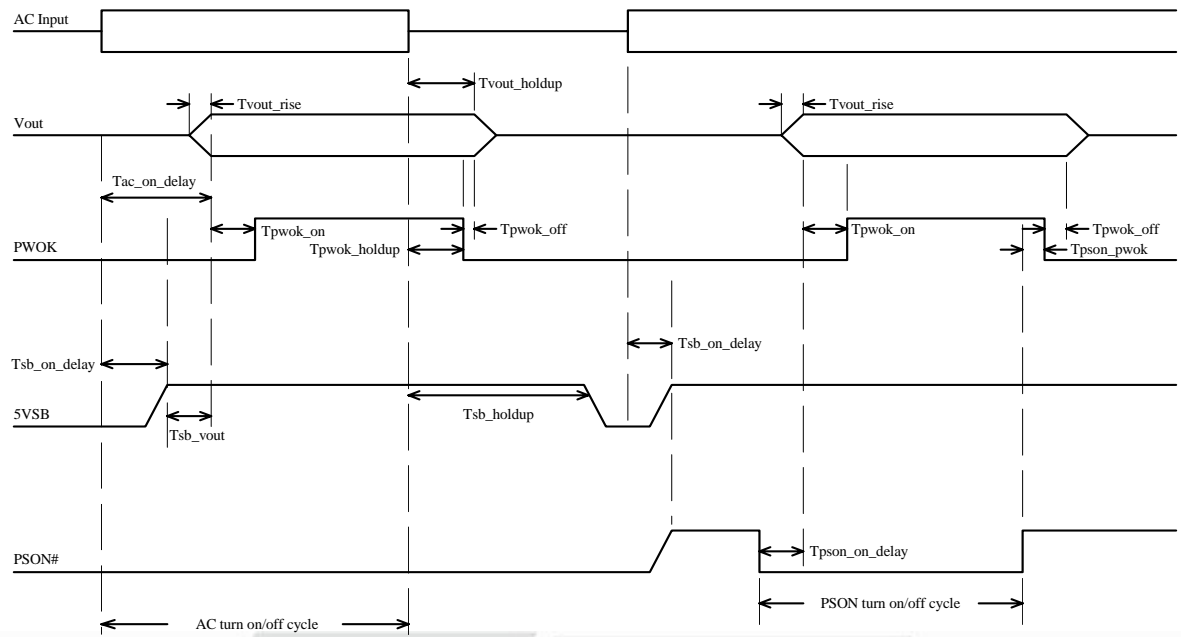 AC Input
Tvout_holdup
Tvout_rise
Tvout_rise
Vout
Tac_on_delay
Tpwok_on
Tpwok_off
Tpwok_on
Tpwok_off
PWOK
Tpwok_holdup
Tpson_pwok
Tsb_on_delay
Tsb_on_delay
5VSB
Tsb_holdup
Tsb_vout
PSON#
Tpson_on_delay
AC turn on/off cycle
PSON turn on/off cycle